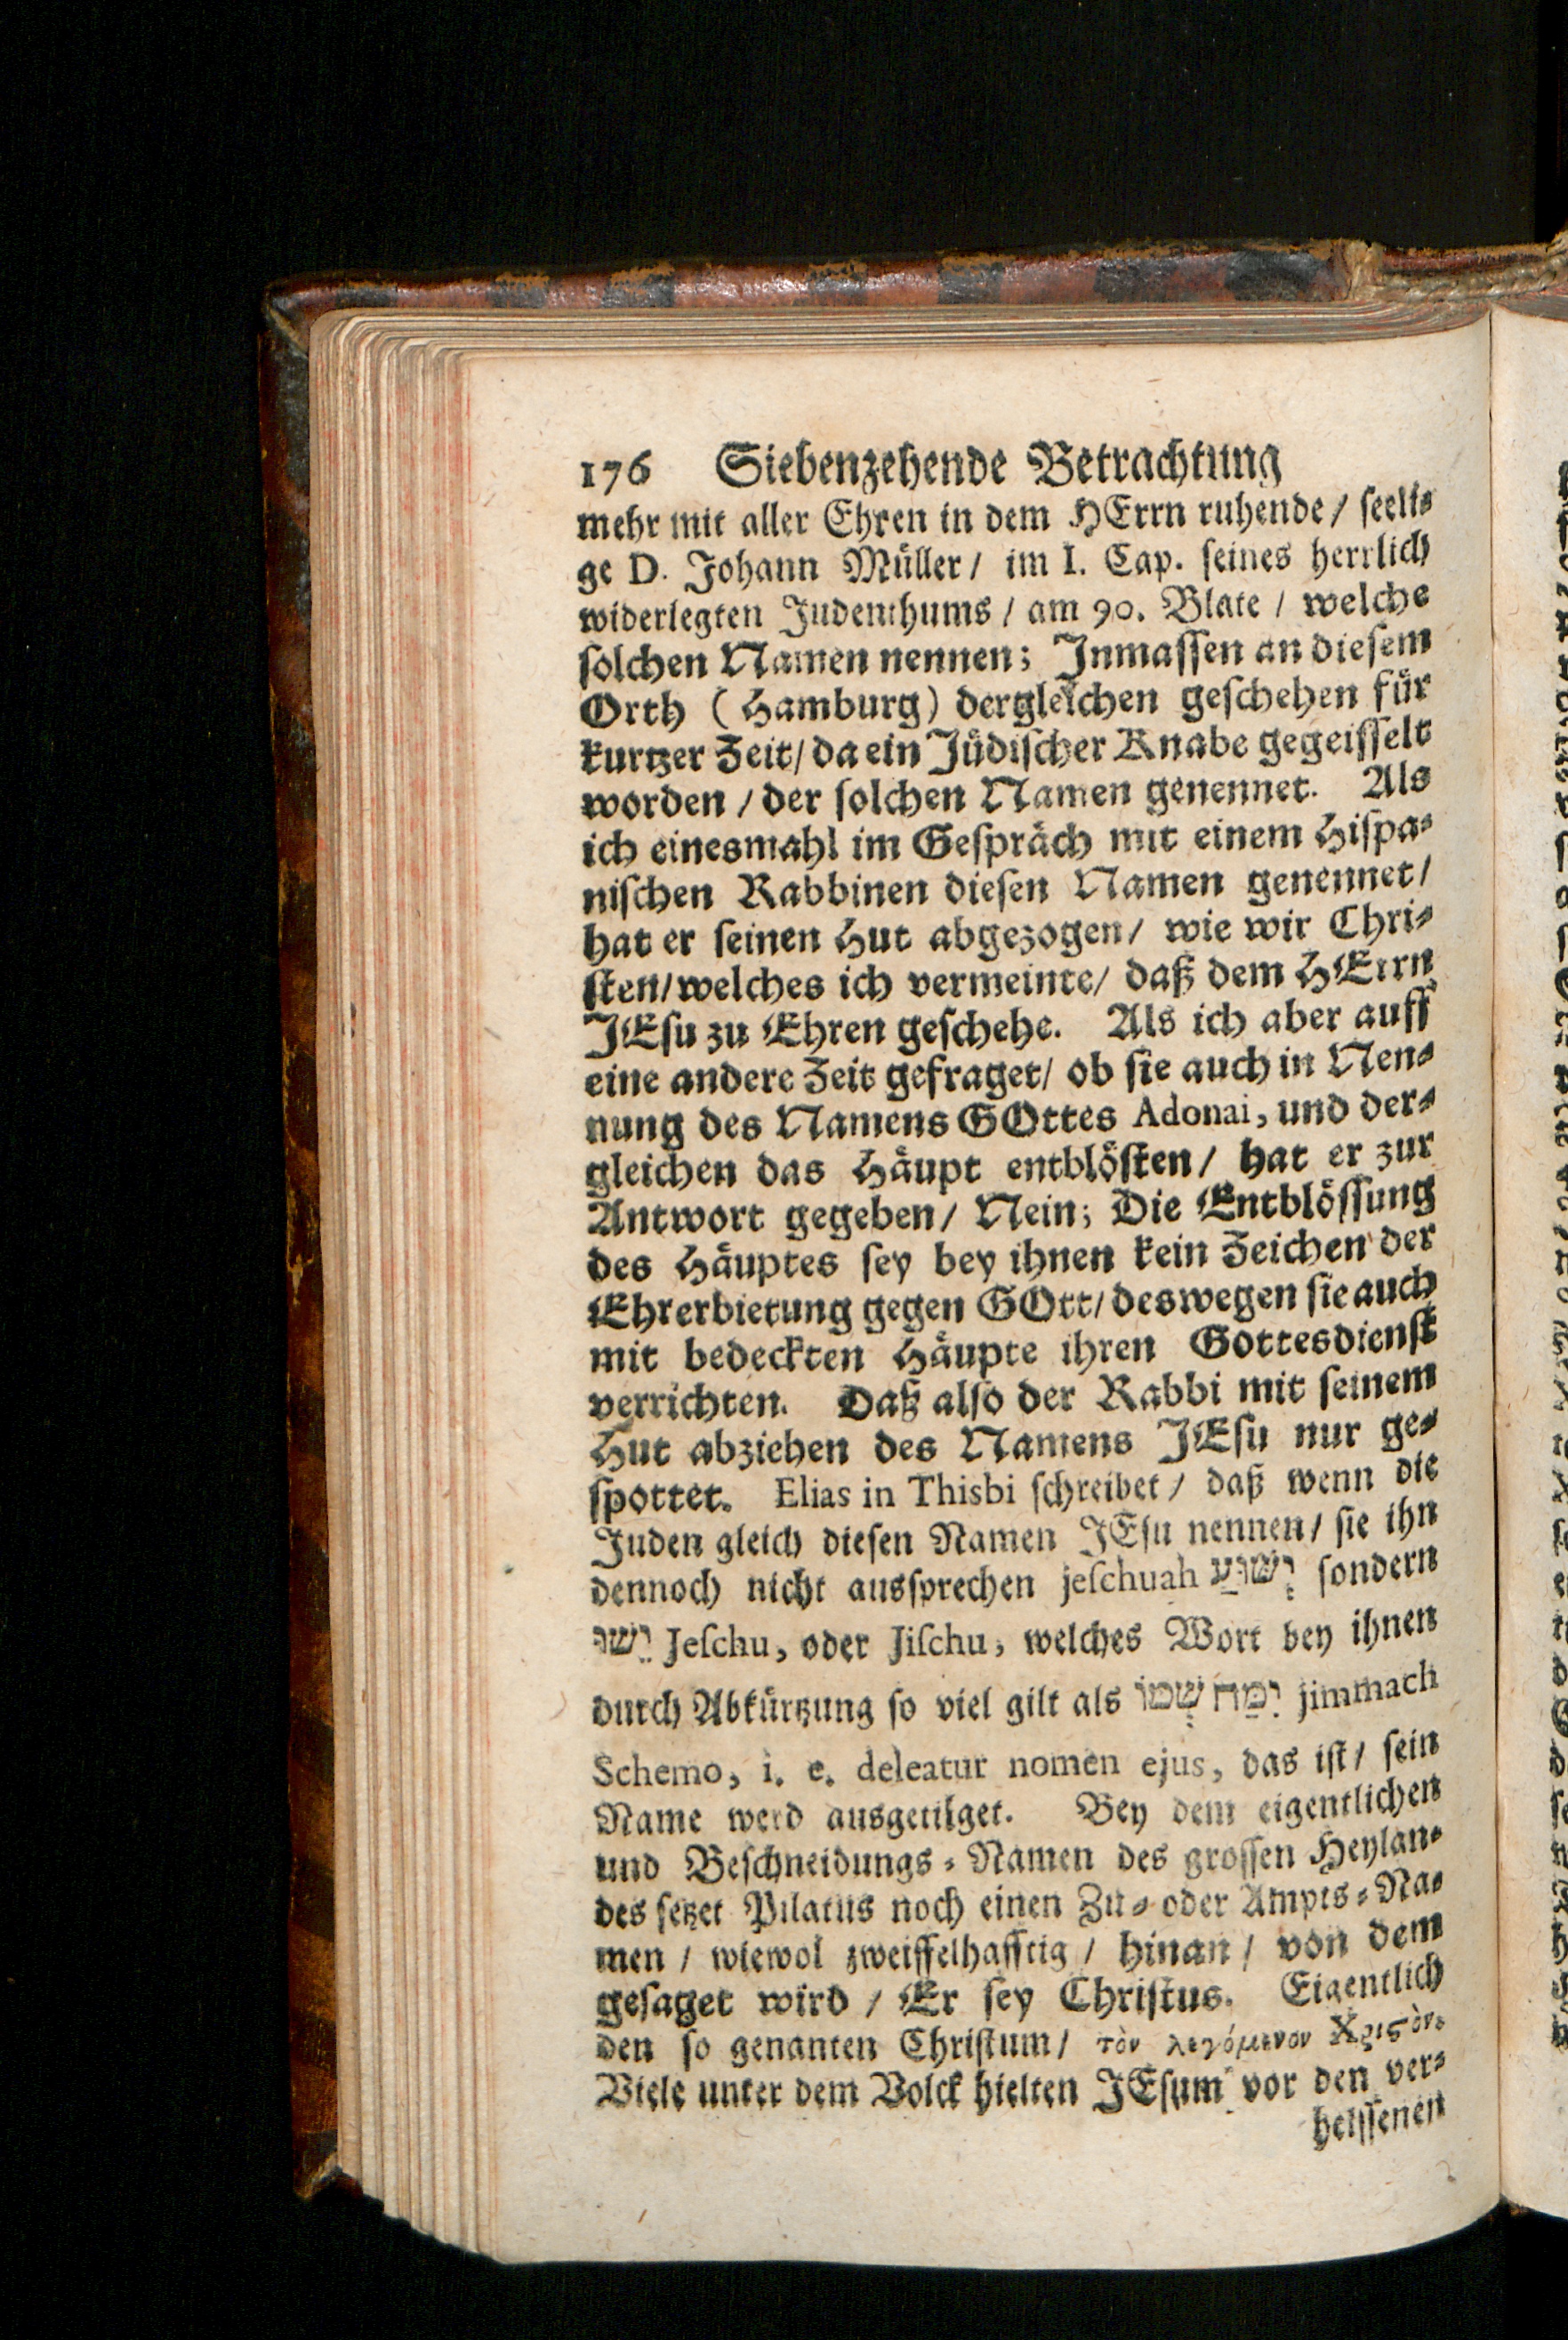 176 Siebenzehende Betrachtung
mehr mit aller Ehren in dem HErrn ruhende / ſeeli-
ge D. Johann Müller / im I. Cap. ſeines herrlich
widerlegten Judenthums / am 90. Blate / welche
ſolchen Namen nennen; Inmaſſen an dieſem
Orth (Hamburg) dergleichen geſchehen für
kurtzer Zeit / da ein Jüdiſcher Knabe gegeiſſelt
worden / der ſolchen Namen genennet. Als
ich einesmahl im Geſpräch mit einem Hiſpa-
niſchen Rabbinen dieſen Namen genennet /
hat er ſeinen Hut abgezogen / wie wir Chri-
ſten / welches ich vermeinte / daß dem HErrn
JEſu zu Ehren geſchehe. Als ich aber auff
eine andere Zeit gefraget / ob ſie auch in Nen-
nung des Namens GOttes Adonai, und der-
gleichen das Häupt entblöſten / hat er zur
Antwort gegeben / Nein; Die Entblöſſung
des Häuptes ſey bey ihnen kein Zeichen der
Ehrerbietung gegen GOtt / deswegen ſie auch
mit bedeckten Häupte ihren Gottesdienſt
verrichten. Daß alſo der Rabbi mit ſeinem
Hut abziehen des Namens JEſu nur ge-
ſpottet. Elias in Thisbi ſchreibet / daß wenn die
Juden gleich dieſen Namen JEſu nennen / ſie ihn
dennoch nicht ausſprechen jeſchuah יֵשׁוּעַ ſondern
יֵשׁוּ Jeſchu, oder Jiſchu, welches Wort bey ihnen
durch Abkürtzung ſo viel gilt als יִמַּח שְׁמוֹ jimmach
Schemo, i. e. deleatur nomen ejus, das iſt / ſein
Name werd ausgetilget. Bey dem eigentlichen
und Beſchneidungs-Namen des groſſen Heylan-
des ſetzet Pilatus noch einen Zu- oder Ampts-Na-
men / wiewol zweiffelhafftig / hinan / von dem
geſaget wird / Er ſey Chriſtus. Eigentlich
den ſo genanten Chriſtum / τὸν λεγόμενον Χριϛὸν.
Viele unter dem Volck hielten JEſum vor den ver-
heiſſenen